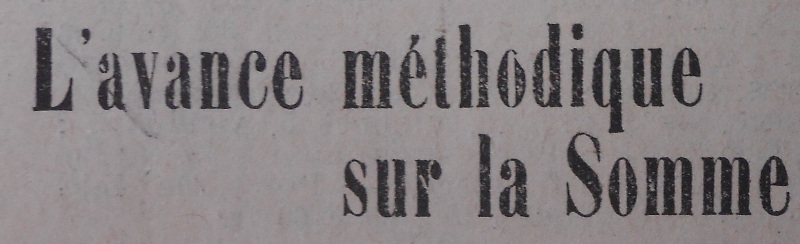 L'avance méthodique
sur la Somme